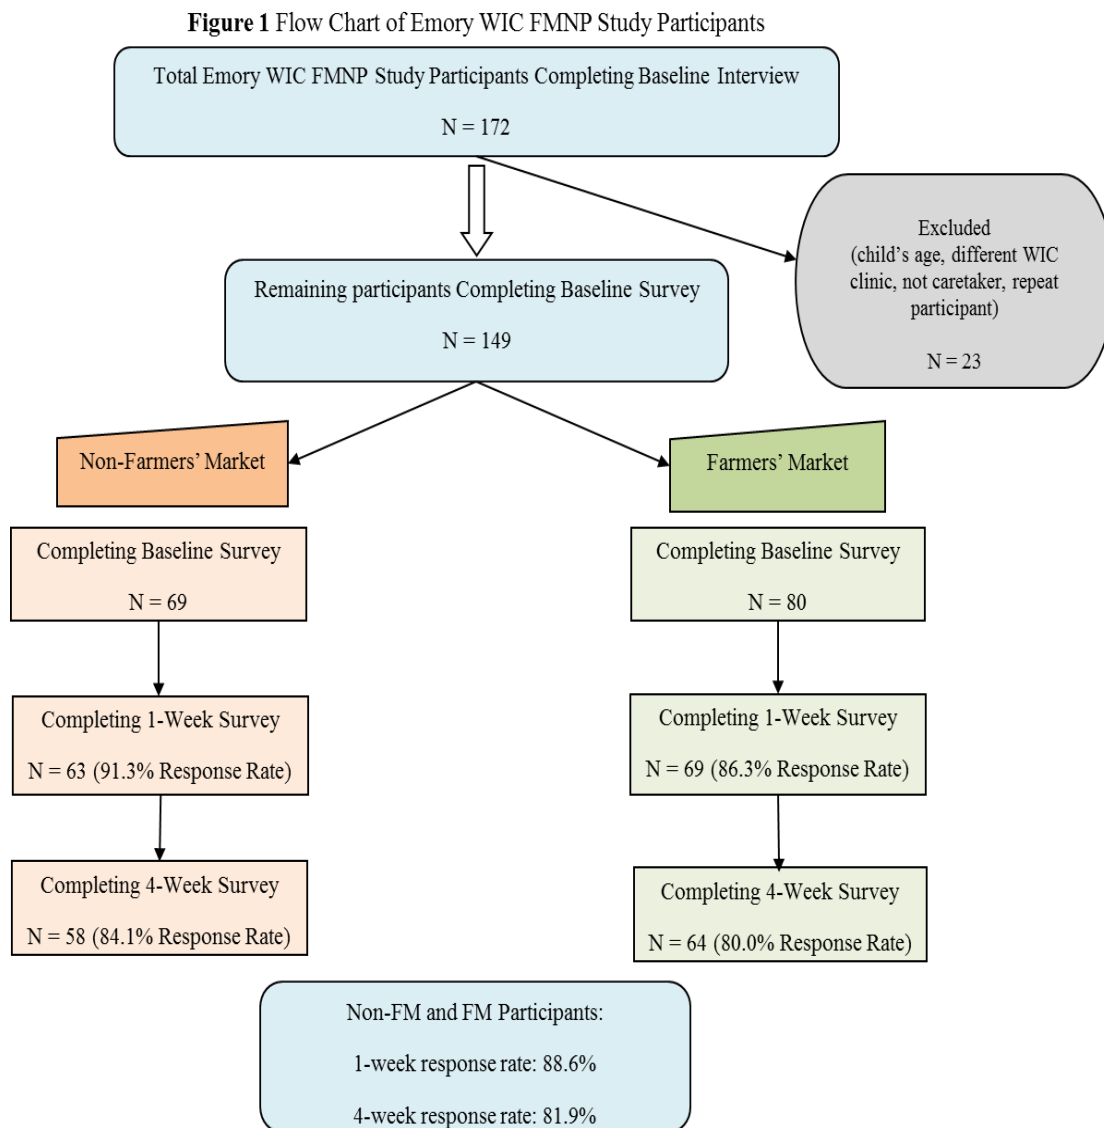 Figure 1 Flow Chart of Emory WIC FMNP Study Participants
Total Emory WIC FMNP Study Participants Completing Baseline Interview
N = 172
Excluded
(child’s age, different WIC
clinic, not caretaker, repeat
participant)
N = 23
Remaining participants Completing Baseline Survey
N = 149
Non-Farmers’ Market
Farmers’ Market
Completing Baseline Survey
N = 69
Completing Baseline Survey
N = 80
Completing 1-Week Survey
N = 63 (91.3% Response Rate)
Completing 1-Week Survey
N = 69 (86.3% Response Rate)
Completing 4-Week Survey
N = 58 (84.1% Response Rate)
Completing 4-Week Survey
N = 64 (80.0% Response Rate)
Non-FM and FM Participants:
1-week response rate: 88.6%
4-week response rate: 81.9%